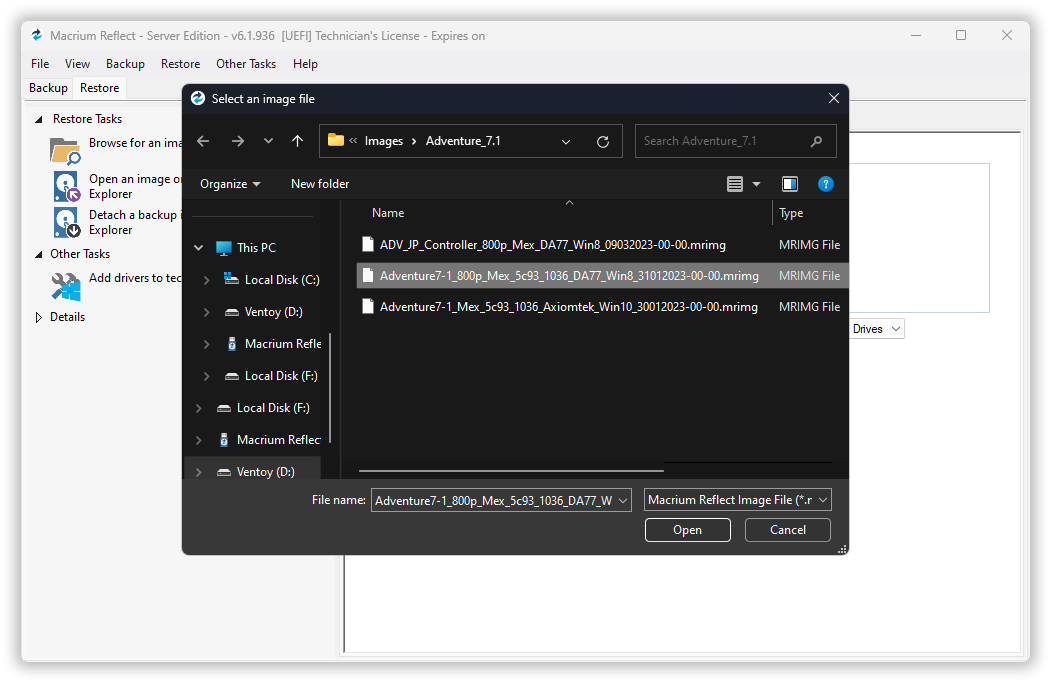 Macrium Reflect - Server Edition - v6.1.936 [UEFI] Technician's License - Expires on
File View Backup Restore Other Tasks Help
Backup Restore
Restore Tasks
Browse for an ima
Open an image or
Explorer
Detach a backup i
Explorer
Other Tasks
Add drivers to tec
Details
Drives
Select an image file
« Images > Adventure_7.1
Search Adventure_7.1
Organize New folder
Name Type
This PC
Local Disk (C:)
Ventoy (D:)
Macrium Refle
Local Disk (F:)
Local Disk (F:)
Macrium Reflec
Ventoy (D:)
ADV_JP_Controller_800p_Mex_DA77_Win8_09032023-00-00.mrimg MRIMG File
Adventure7-1_800p_Mex_5c93_1036_DA77_Win8_31012023-00-00.mrimg MRIMG File
Adventure7-1_Mex_5c93_1036_Axiomtek_Win10_30012023-00-00.mrimg MRIMG File
File name: Adventure7-1_800p_Mex_5c93_1036_DA77_W Macrium Reflect Image File (*.r
Open Cancel